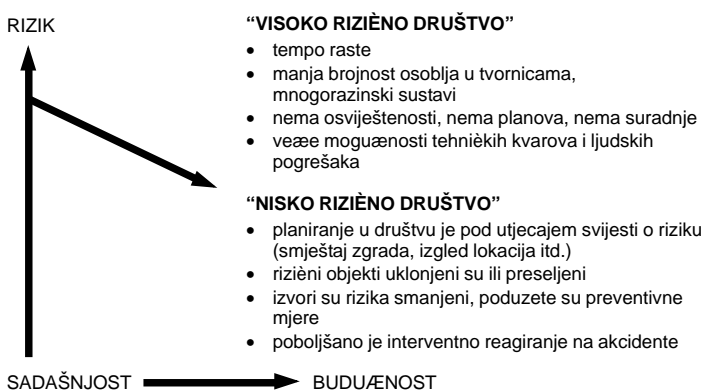 RIZIK
“VISOKO RIZIÈNO DRUŠTVO”
• tempo raste
• manja brojnost osoblja u tvornicama,
mnogorazinski sustavi
• nema osviještenosti, nema planova, nema suradnje
• veæe moguænosti tehnièkih kvarova i ljudskih
pogrešaka
“NISKO RIZIÈNO DRUŠTVO”
• planiranje u društvu je pod utjecajem svijesti o riziku
(smještaj zgrada, izgled lokacija itd.)
• rizièni objekti uklonjeni su ili preseljeni
• izvori su rizika smanjeni, poduzete su preventivne
mjere
• poboljšano je interventno reagiranje na akcidente
SADAŠNJOST BUDUÆNOST